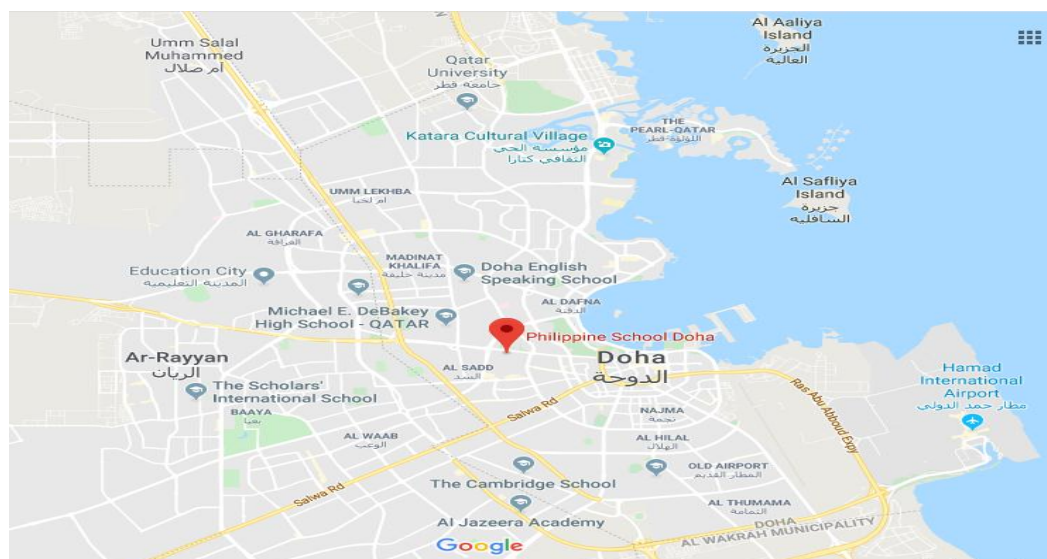 Al Aaliya
Island
الجزيرة
العالية
Umm Salal
Muhammed
أم صلال
Qatar
University
جامعة قطر
THE
PEARL-QATAR
اللؤلؤة قطر
Katara Cultural Village
مؤسسة الحي
الثقافي كتارا
Al Safliya
Island
جزيرة
السافليه
UMM LEKHBA
ام لخبا
AL GHARAFA
الغرافة
MADINAT
KHALIFA
مدينة خليفة
Education City
المدينة التعليمية
Doha English
Speaking School
AL DAFNA
الدفنة
Michael E. DeBakey
High School - QATAR
Philippine School Doha
Doha
الدوحة
Ar-Rayyan
الريان
AL SADD
السد
Hamad
International
Airport
مطار حمد الدولي
The Scholars'
International School
BAAYA
بعيا
Salwa Rd
Ras Abu Abboud Expy
NAJMA
نجمة
AL WAAB
الوعب
AL HILAL
الهلال
OLD AIRPORT
المطار القديم
The Cambridge School
Salwa Rd
AL THUMAMA
الثمامة
Al Jazeera Academy
DOHA
AL WAKRAH MUNICIPALITY
Google